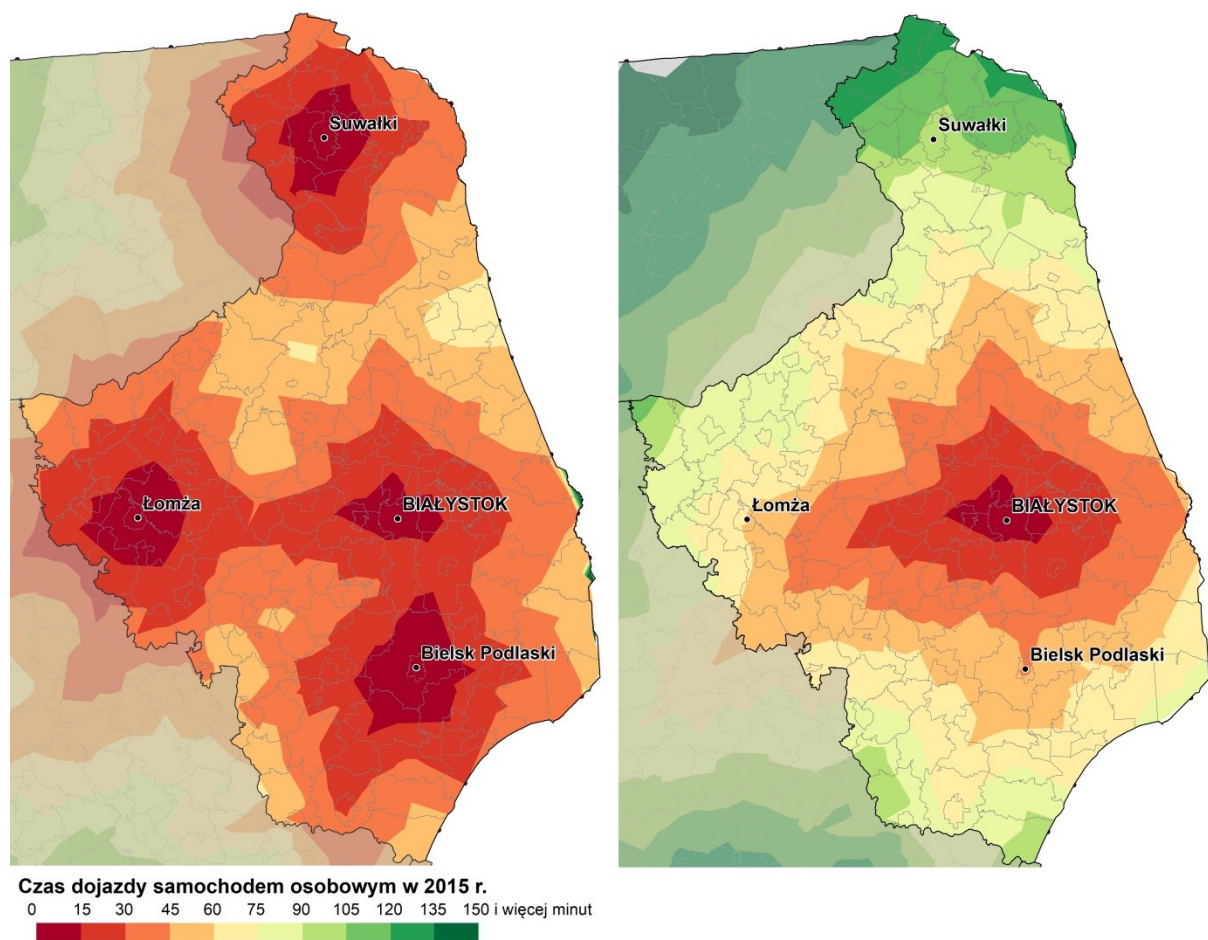 Suwałki
Suwałki
Łomża
BIAŁYSTOK
Łomża
BIAŁYSTOK
Bielsk Podlaski
Bielsk Podlaski
Czas dojazdy samochodem osobowym w 2015 r.
0 15 30 45 60 75 90 105 120 135 150 i więcej minut